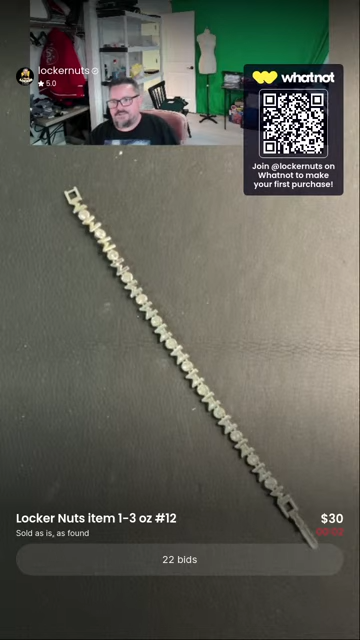 lockernuts
5.0
whatnot
Join @lockernuts on
Whatnot to make
your first purchase!
Locker Nuts item 1-3 oz #12
$30
Sold as is, as found
22 bids